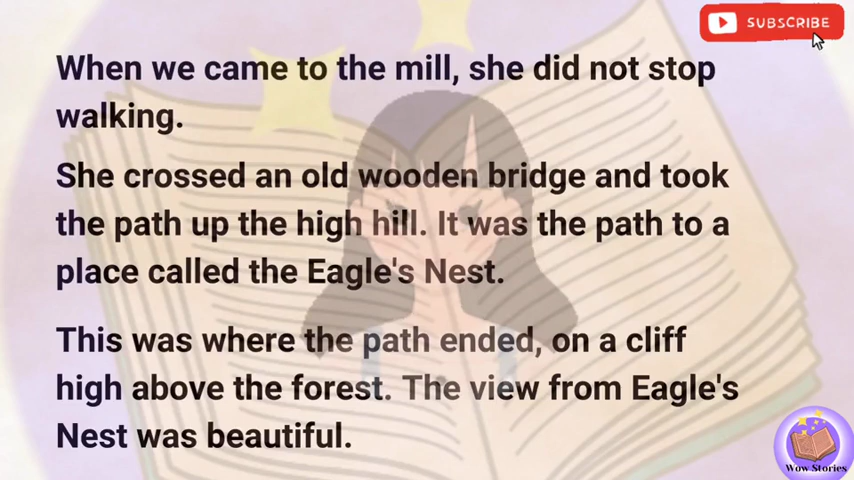 SUBSCRIBE
When we came to the mill, she did not stop
walking.
She crossed an old wooden bridge and took
the path up the high hill. It was the path to a
place called the Eagle's Nest.
This was where the path ended, on a cliff
high above the forest. The view from Eagle's
Nest was beautiful.
Wow Stories